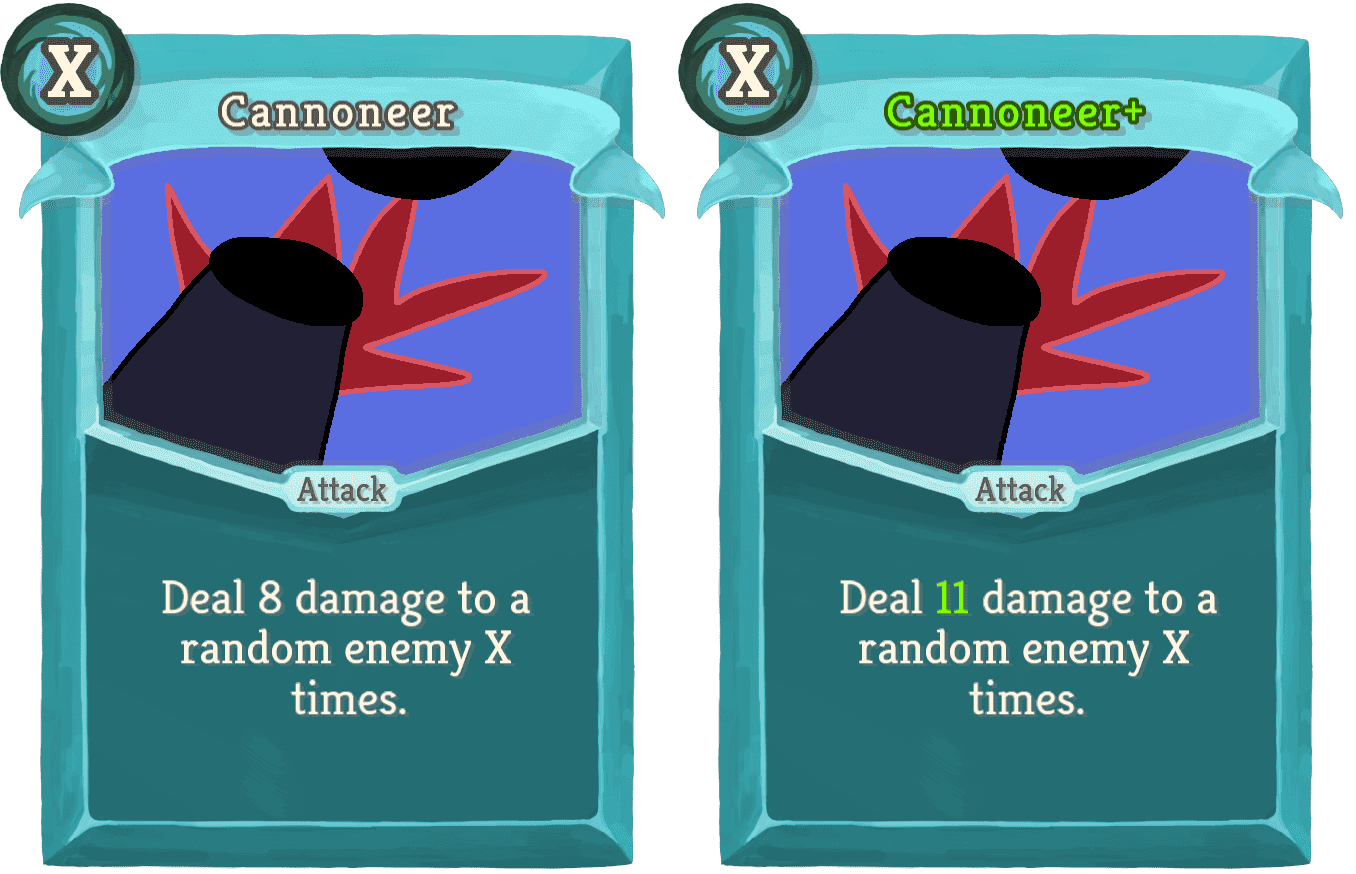 X
Cannoneer
Attack
Deal 8 damage to a
random enemy X
times.
X
Cannoneer+
Attack
Deal 11 damage to a
random enemy X
times.